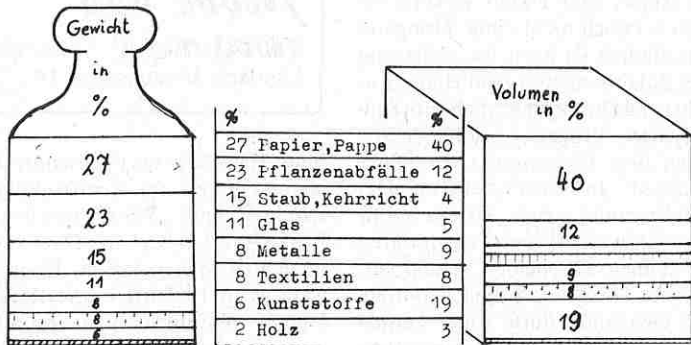 Gewicht
in
%
27
23
15
11
8
8
6
% %
27 Papier,Pappe 40
23 Pflanzenabfälle 12
15 Staub,Kehrricht 4
11 Glas 5
8 Metalle 9
8 Textilien 8
6 Kunststoffe 19
2 Holz 3
Volumen
in %
40
12
9
8
19